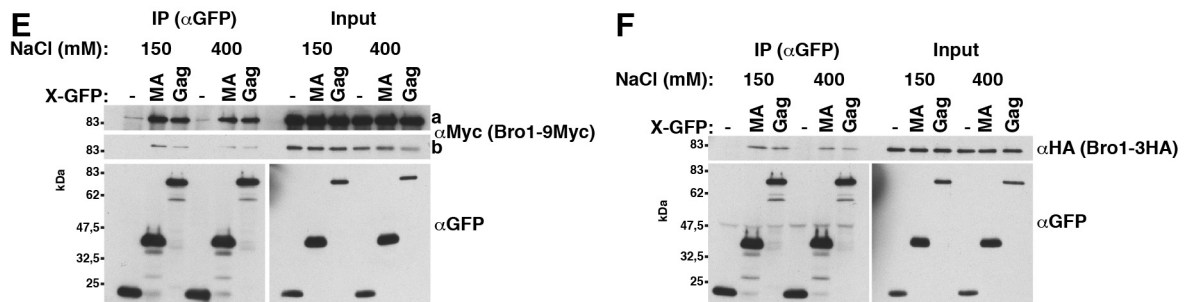 E
IP (αGFP) Input
NaCl (mM): 150 400 150 400
X-GFP: - MA Gag - MA Gag - MA Gag - MA Gag
83 a
αMyc (Bro1-9Myc)
83 b
kDa
83
62
47,5
32,5
25
αGFP
F
IP (αGFP) Input
NaCl (mM): 150 400 150 400
X-GFP: - MA Gag - MA Gag - MA Gag - MA Gag
83 αHA (Bro1-3HA)
kDa
83
62
47,5
32,5
25
αGFP